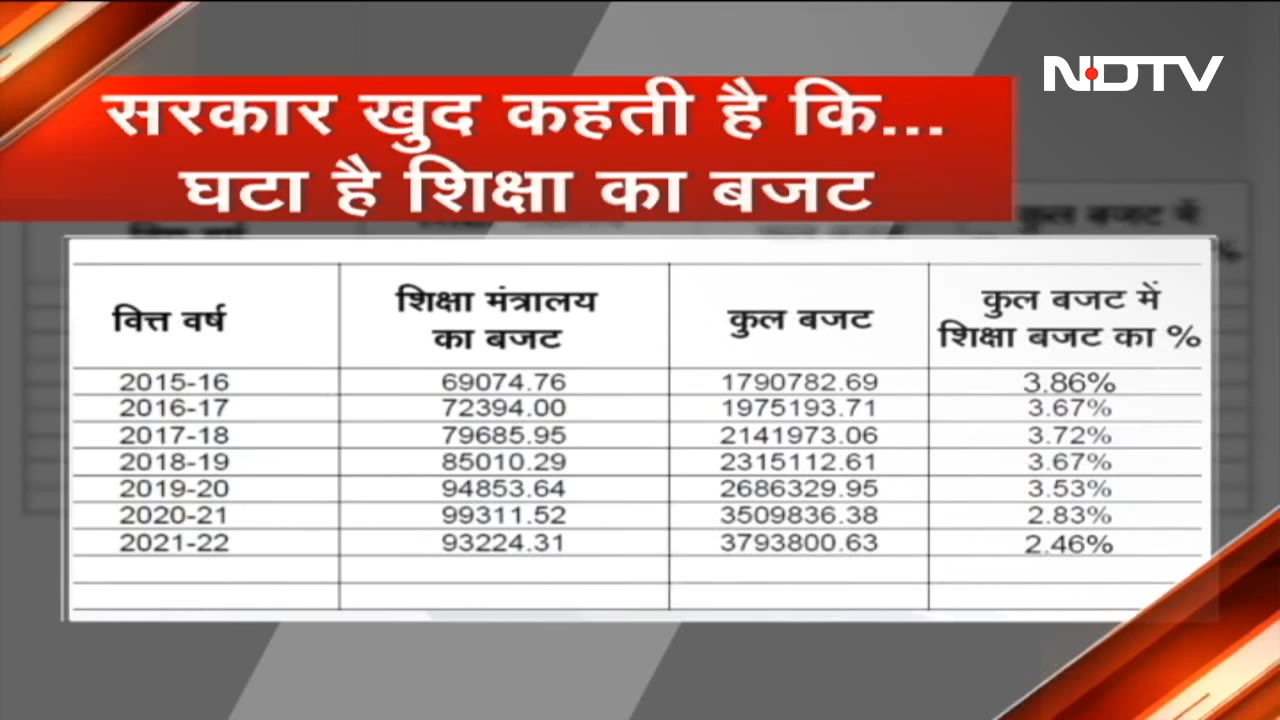 NDTV
सरकार खुद कहती है कि...
घटा है शिक्षा का बजट
वित्त वर्ष
शिक्षा मंत्रालय
का बजट
कुल बजट
कुल बजट में
शिक्षा बजट का %
2015-16 69074.76 1790782.69 3.86%
2016-17 72394.00 1975193.71 3.67%
2017-18 79685.95 2141973.06 3.72%
2018-19 85010.29 2315112.61 3.67%
2019-20 94853.64 2686329.95 3.53%
2020-21 99311.52 3509836.38 2.83%
2021-22 93224.31 3793800.63 2.46%